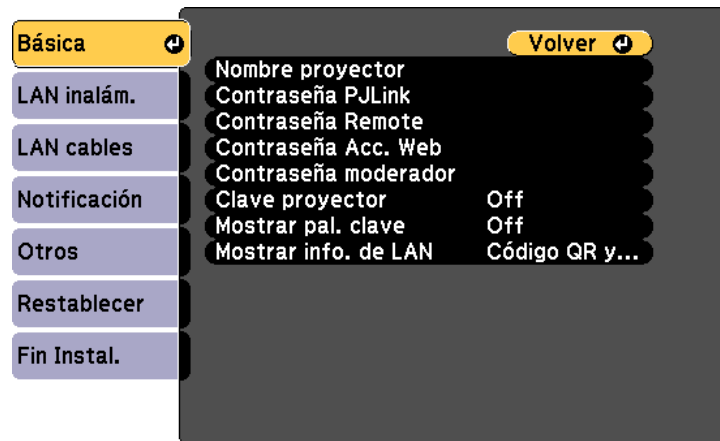 Básica
LAN inalám.
LAN cables
Notificación
Otros
Restablecer
Fin Instal.
Volver
Nombre proyector
Contraseña PJLink
Contraseña Remote
Contraseña Acc. Web
Contraseña moderador
Clave proyector Off
Mostrar pal. clave Off
Mostrar info. de LAN Código QR y...